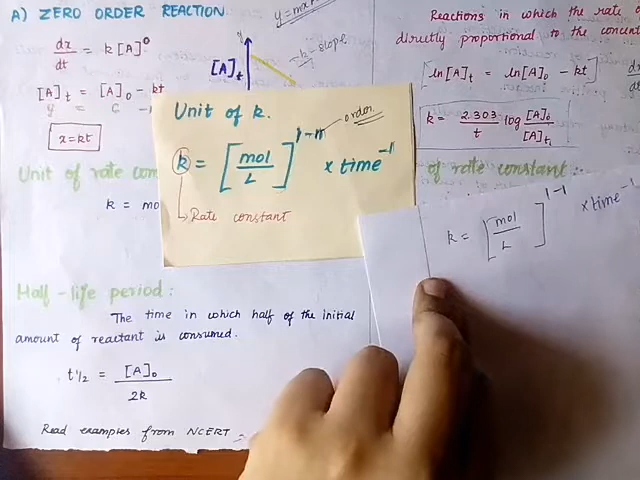 A) ZERO ORDER REACTION
y = mx+
dx/dt = k[A]⁰
y
-k = slope
[A]t
[A]t = [A]₀ - kt
y = c -
x = kt
Unit of rate con
k = mo
Half-life period:
The time in which half of the initial
amount of reactant is consumed.
t1/2 = [A]₀/2k
Read examples from NCERT
Unit of k.
order
k = [mol/L]^1-n × time⁻¹
Rate constant
Reactions in which the rate
directly proportional to the concent
ln[A]t = ln[A]₀ - kt
k = 2.303/t log [A]₀/[A]t
of rate constant:-
k = [mol/L]^1-1 × time⁻¹